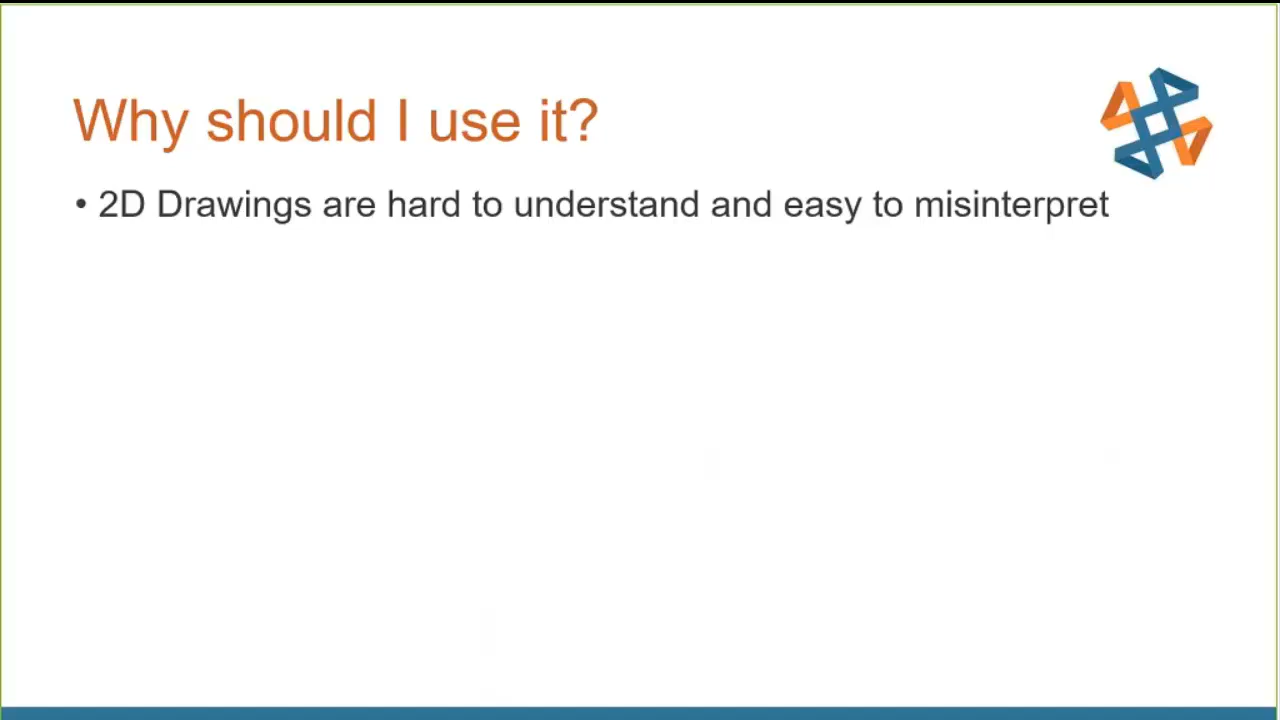 Why should I use it?
• 2D Drawings are hard to understand and easy to misinterpret